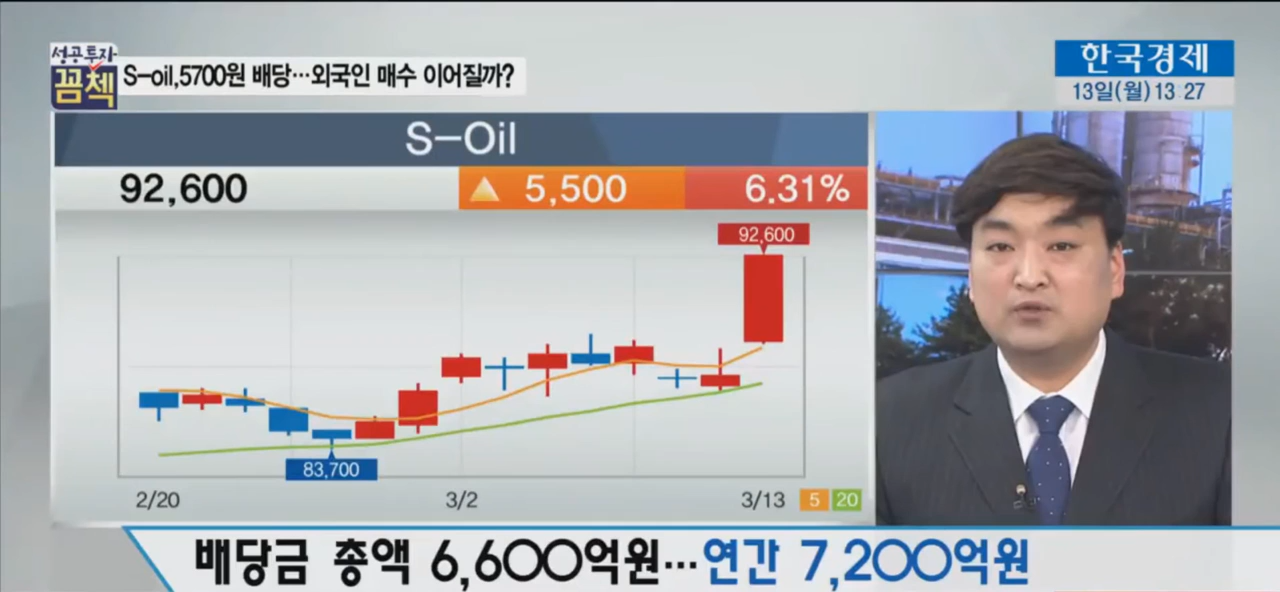 성공투자
꼼첵
S-oil,5700원 배당…외국인 매수 이어질까?
한국경제
13일(월) 13:27
S-Oil
92,600 ▲ 5,500 6.31%
92,600
83,700
2/20 3/2 3/13 5 20
배당금 총액 6,600억원…연간 7,200억원